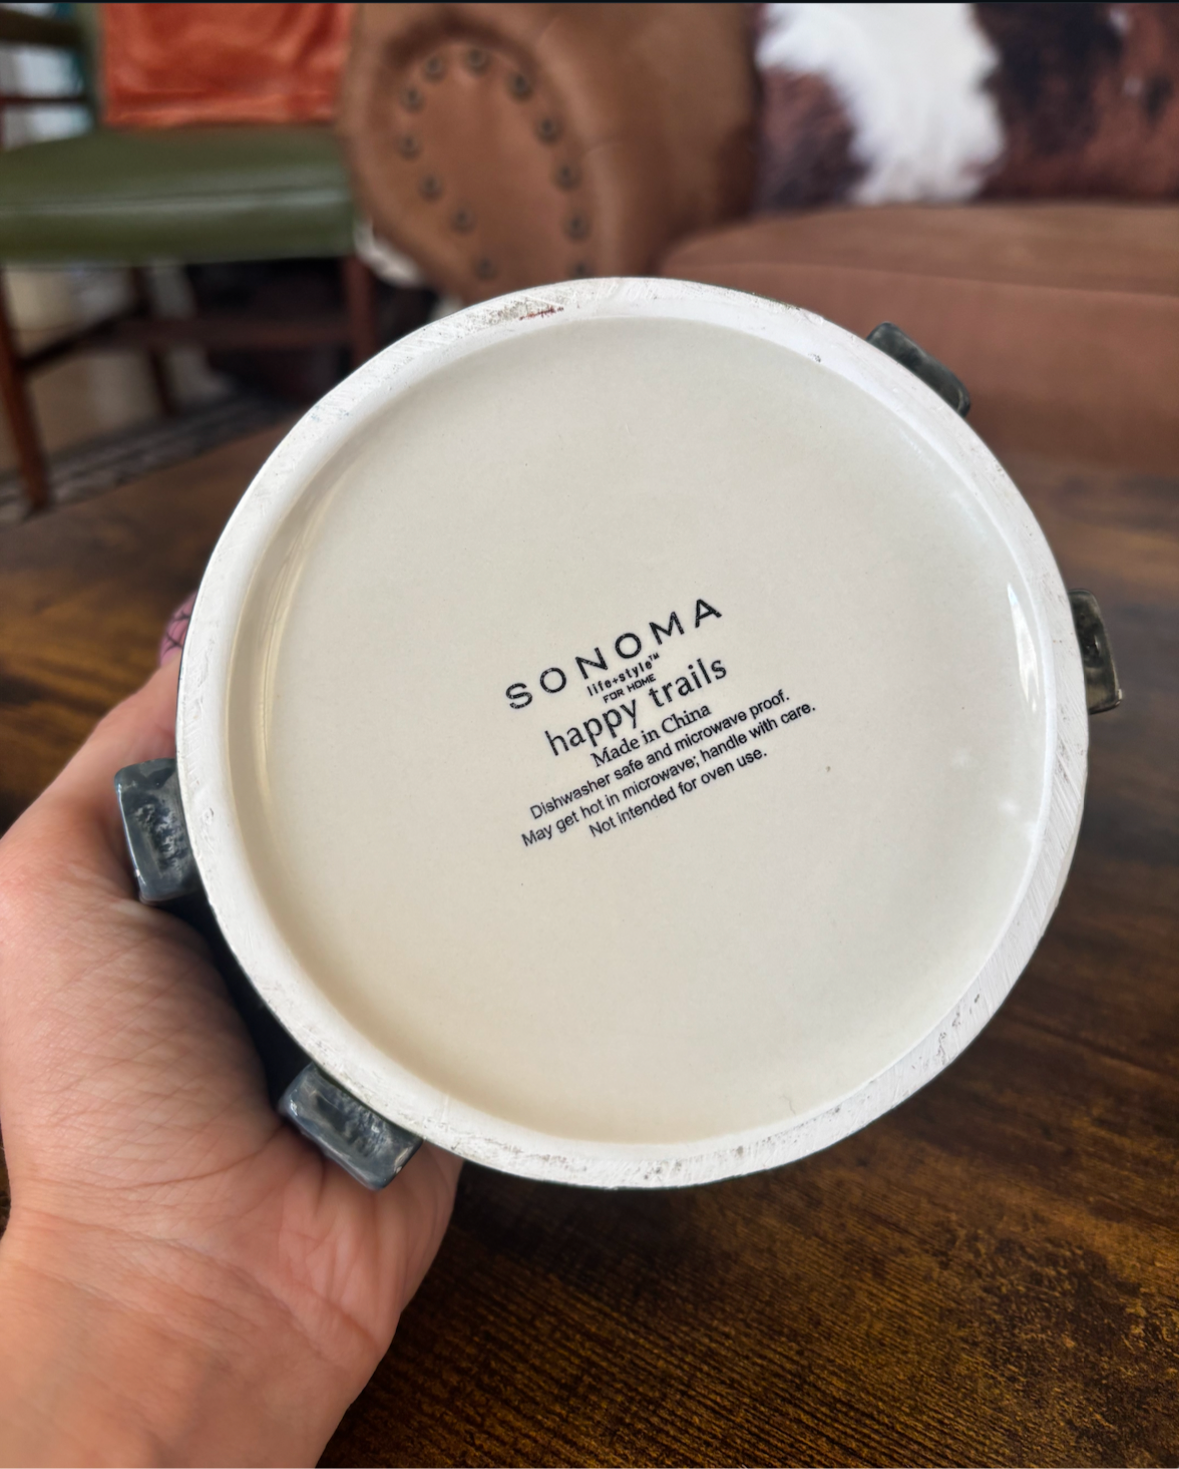 SONOMA
life+style™
FOR HOME
happy trails
Made in China
Dishwasher safe and microwave proof.
May get hot in microwave; handle with care.
Not intended for oven use.